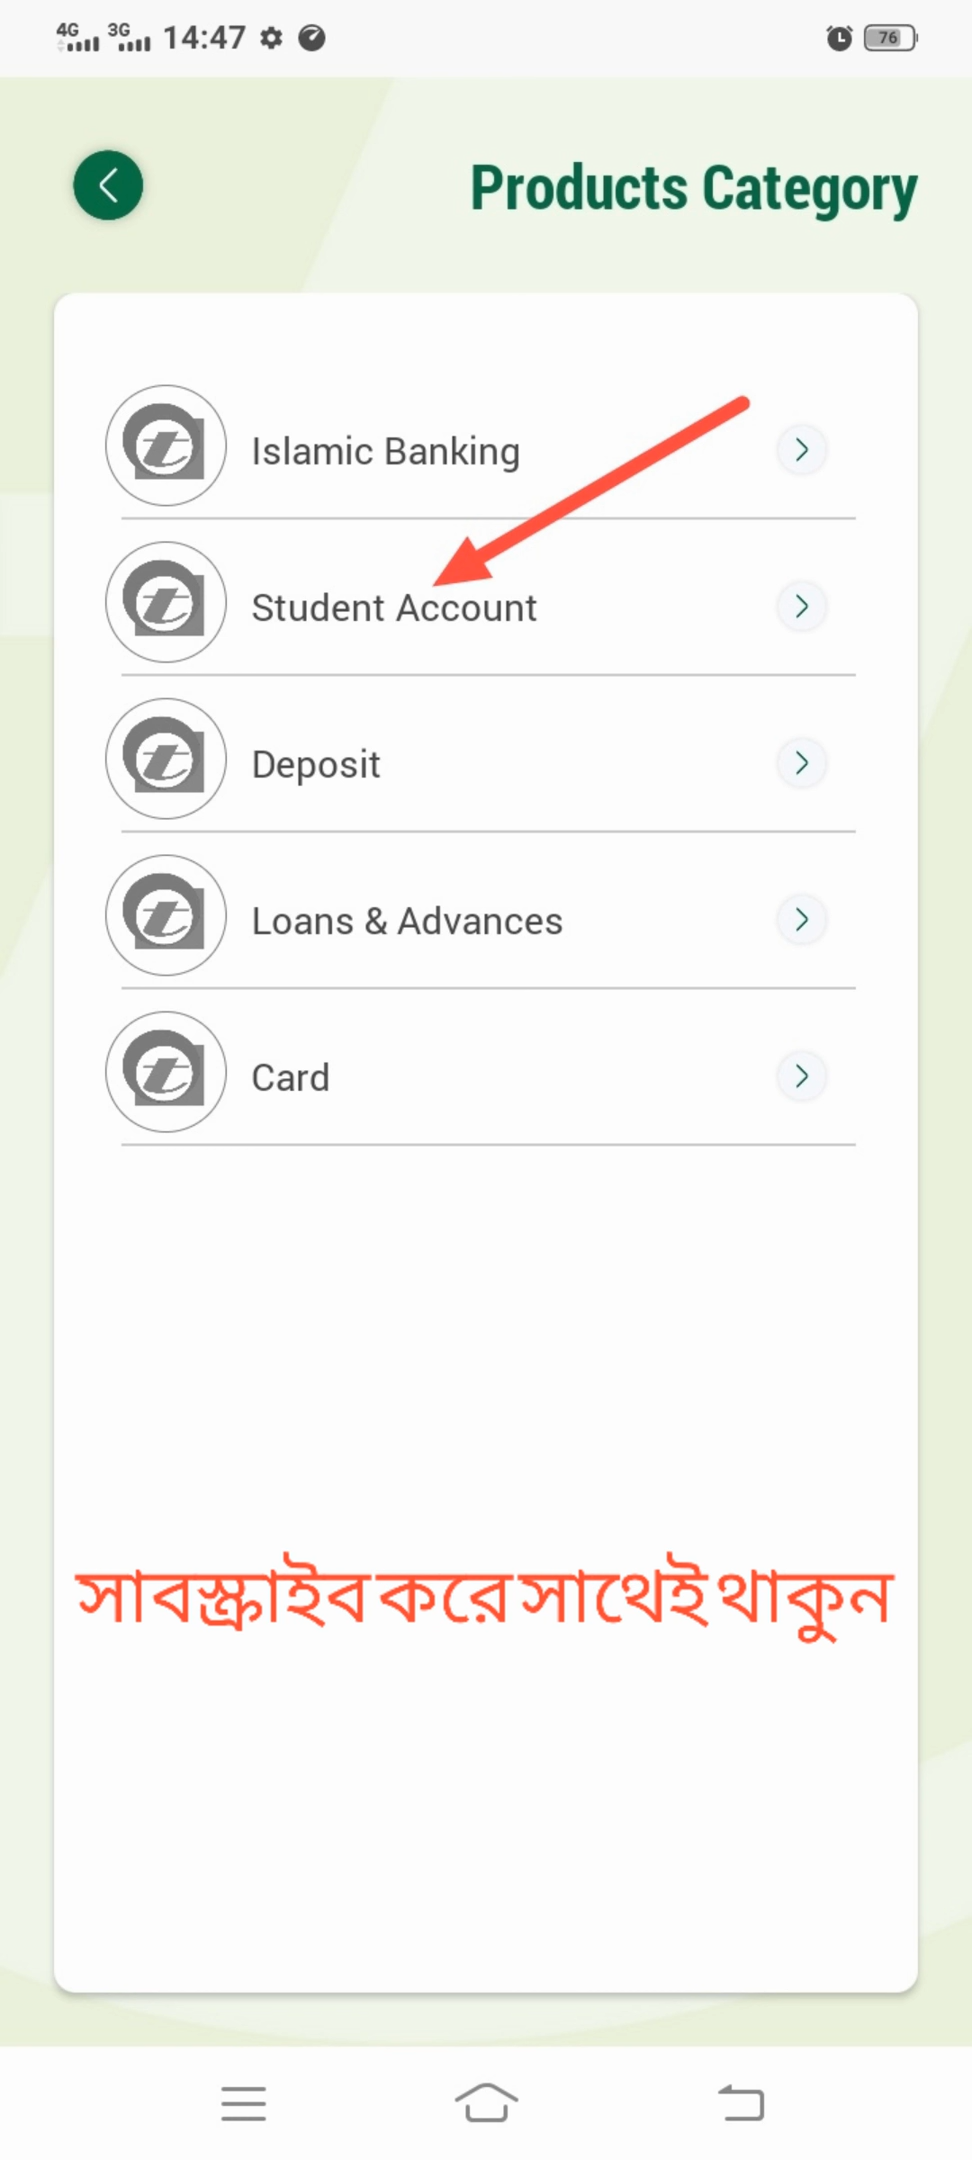 4G 3G 14:47 76
Products Category
Islamic Banking
Student Account
Deposit
Loans & Advances
Card
সাবস্ক্রাইব করে সাথেই থাকুন